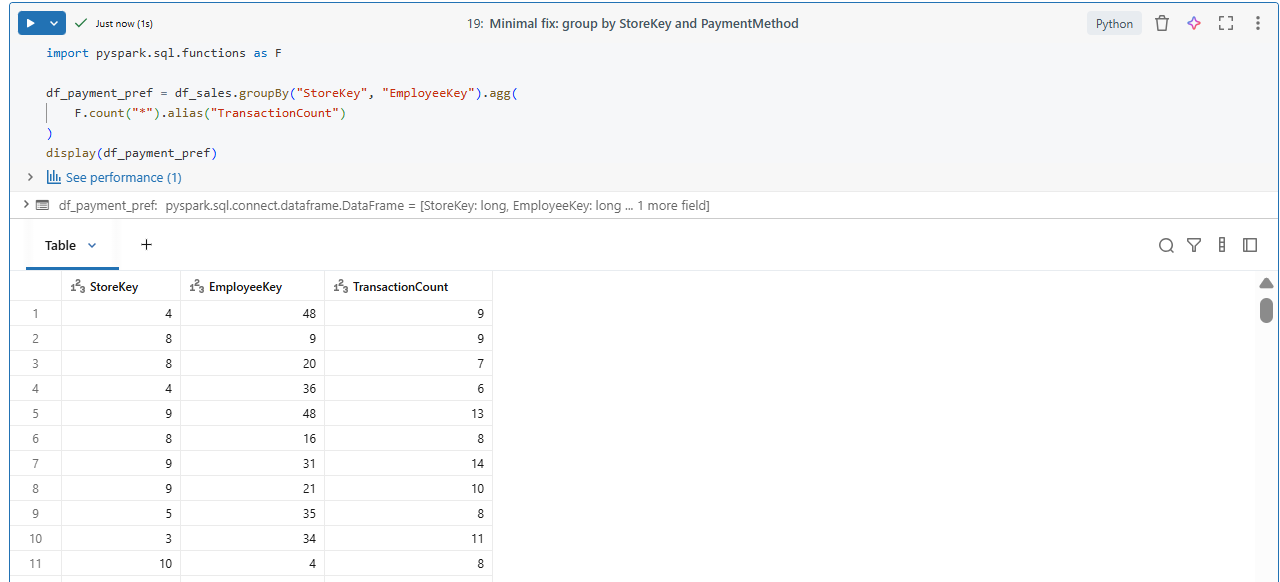 Just now (1s)
19: Minimal fix: group by StoreKey and PaymentMethod
Python
import pyspark.sql.functions as F
df_payment_pref = df_sales.groupBy("StoreKey", "EmployeeKey").agg(
F.count("*").alias("TransactionCount")
)
display(df_payment_pref)
See performance (1)
df_payment_pref: pyspark.sql.connect.dataframe.DataFrame = [StoreKey: long, EmployeeKey: long ... 1 more field]
Table +
1²3 StoreKey 1²3 EmployeeKey 1²3 TransactionCount
1 4 48 9
2 8 9 9
3 8 20 7
4 4 36 6
5 9 48 13
6 8 16 8
7 9 31 14
8 9 21 10
9 5 35 8
10 3 34 11
11 10 4 8